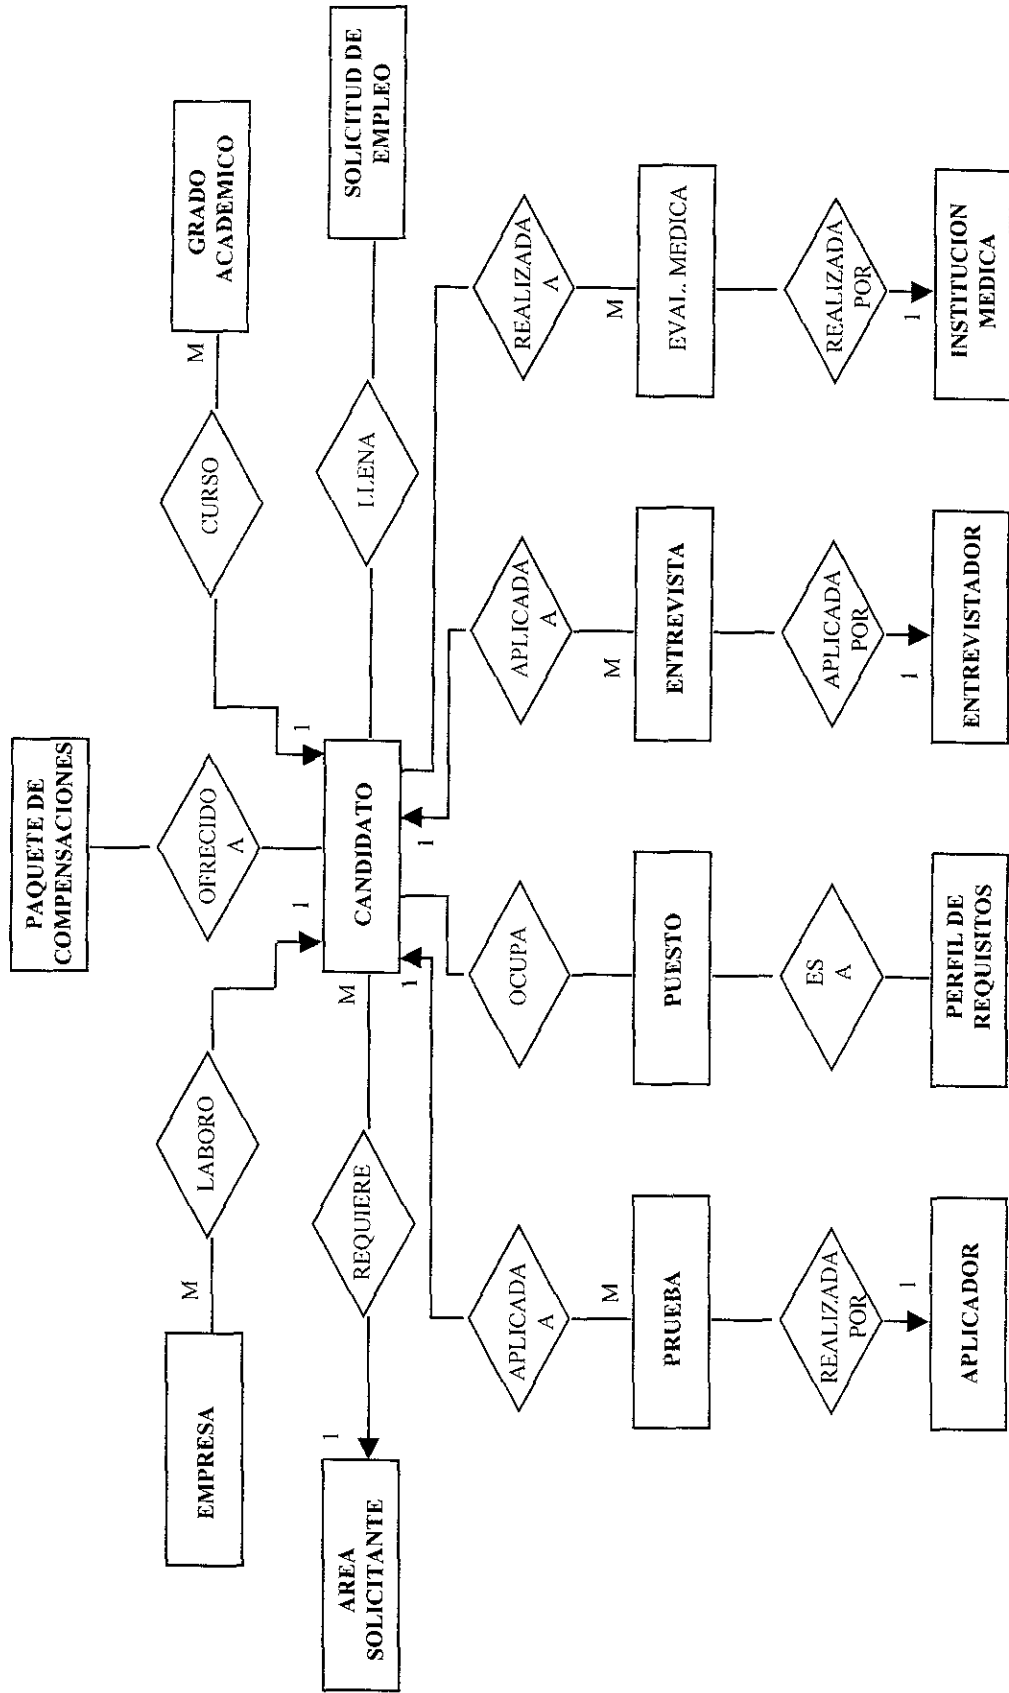 PAQUETE DE
COMPENSACIONES
EMPRESA
M
LABORO
1
OFRECIDO
A
1
CURSO
M
GRADO
ACADEMICO
AREA
SOLICITANTE
1
REQUIERE
M
CANDIDATO
LLENA
SOLICITUD DE
EMPLEO
1
1
APLICADA
A
OCUPA
APLICADA
A
REALIZADA
A
M
M
M
PRUEBA
PUESTO
ENTREVISTA
EVAL. MEDICA
REALIZADA
POR
ES
A
APLICADA
POR
REALIZADA
POR
1
1
1
APLICADOR
PERFIL DE
REQUISITOS
ENTREVISTADOR
INSTITUCION
MEDICA